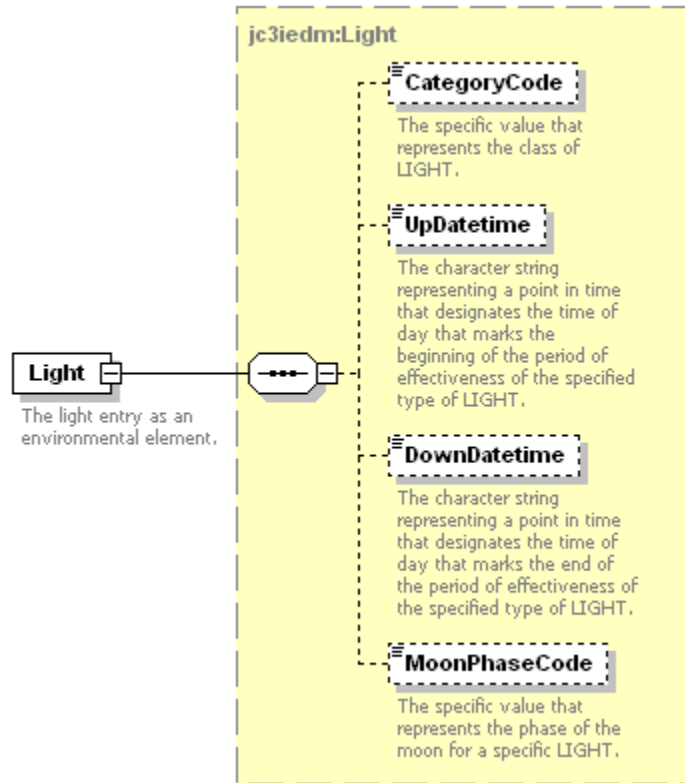 jc3iedm:Light
CategoryCode
The specific value that
represents the class of
LIGHT.
UpDatetime
The character string
representing a point in time
that designates the time of
day that marks the
beginning of the period of
effectiveness of the specified
type of LIGHT.
Light
The light entry as an
environmental element.
DownDatetime
The character string
representing a point in time
that designates the time of
day that marks the end of
the period of effectiveness of
the specified type of LIGHT.
MoonPhaseCode
The specific value that
represents the phase of the
moon for a specific LIGHT.